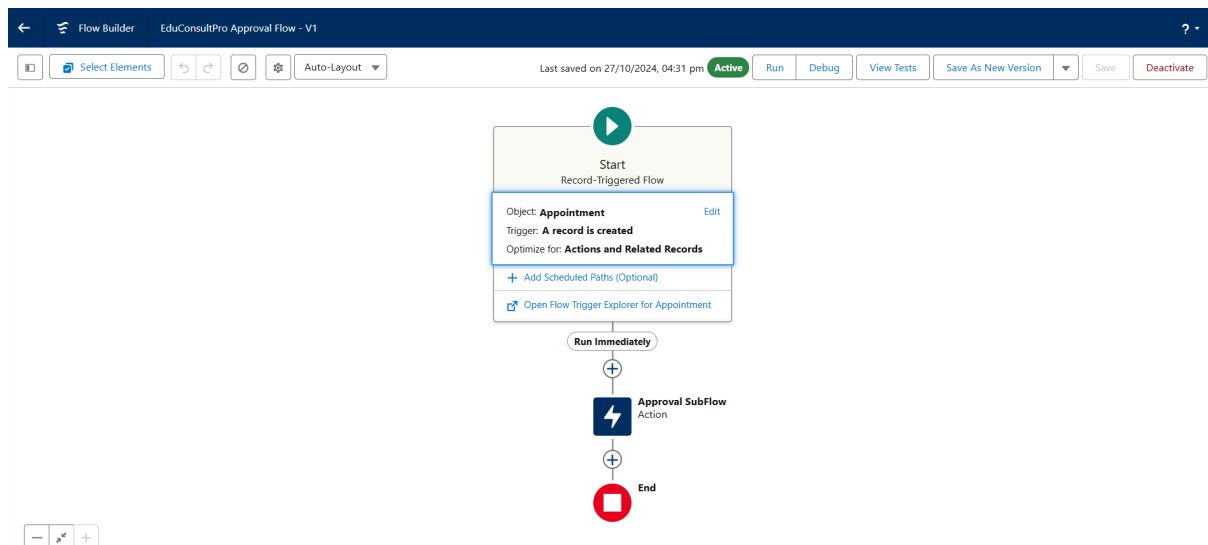 Flow Builder
EduConsultPro Approval Flow - V1
?
Select Elements
Auto-Layout
Last saved on 27/10/2024, 04:31 pm
Active
Run
Debug
View Tests
Save As New Version
Save
Deactivate
Start
Record-Triggered Flow
Object: Appointment
Edit
Trigger: A record is created
Optimize for: Actions and Related Records
Add Scheduled Paths (Optional)
Open Flow Trigger Explorer for Appointment
Run Immediately
Approval SubFlow
Action
End